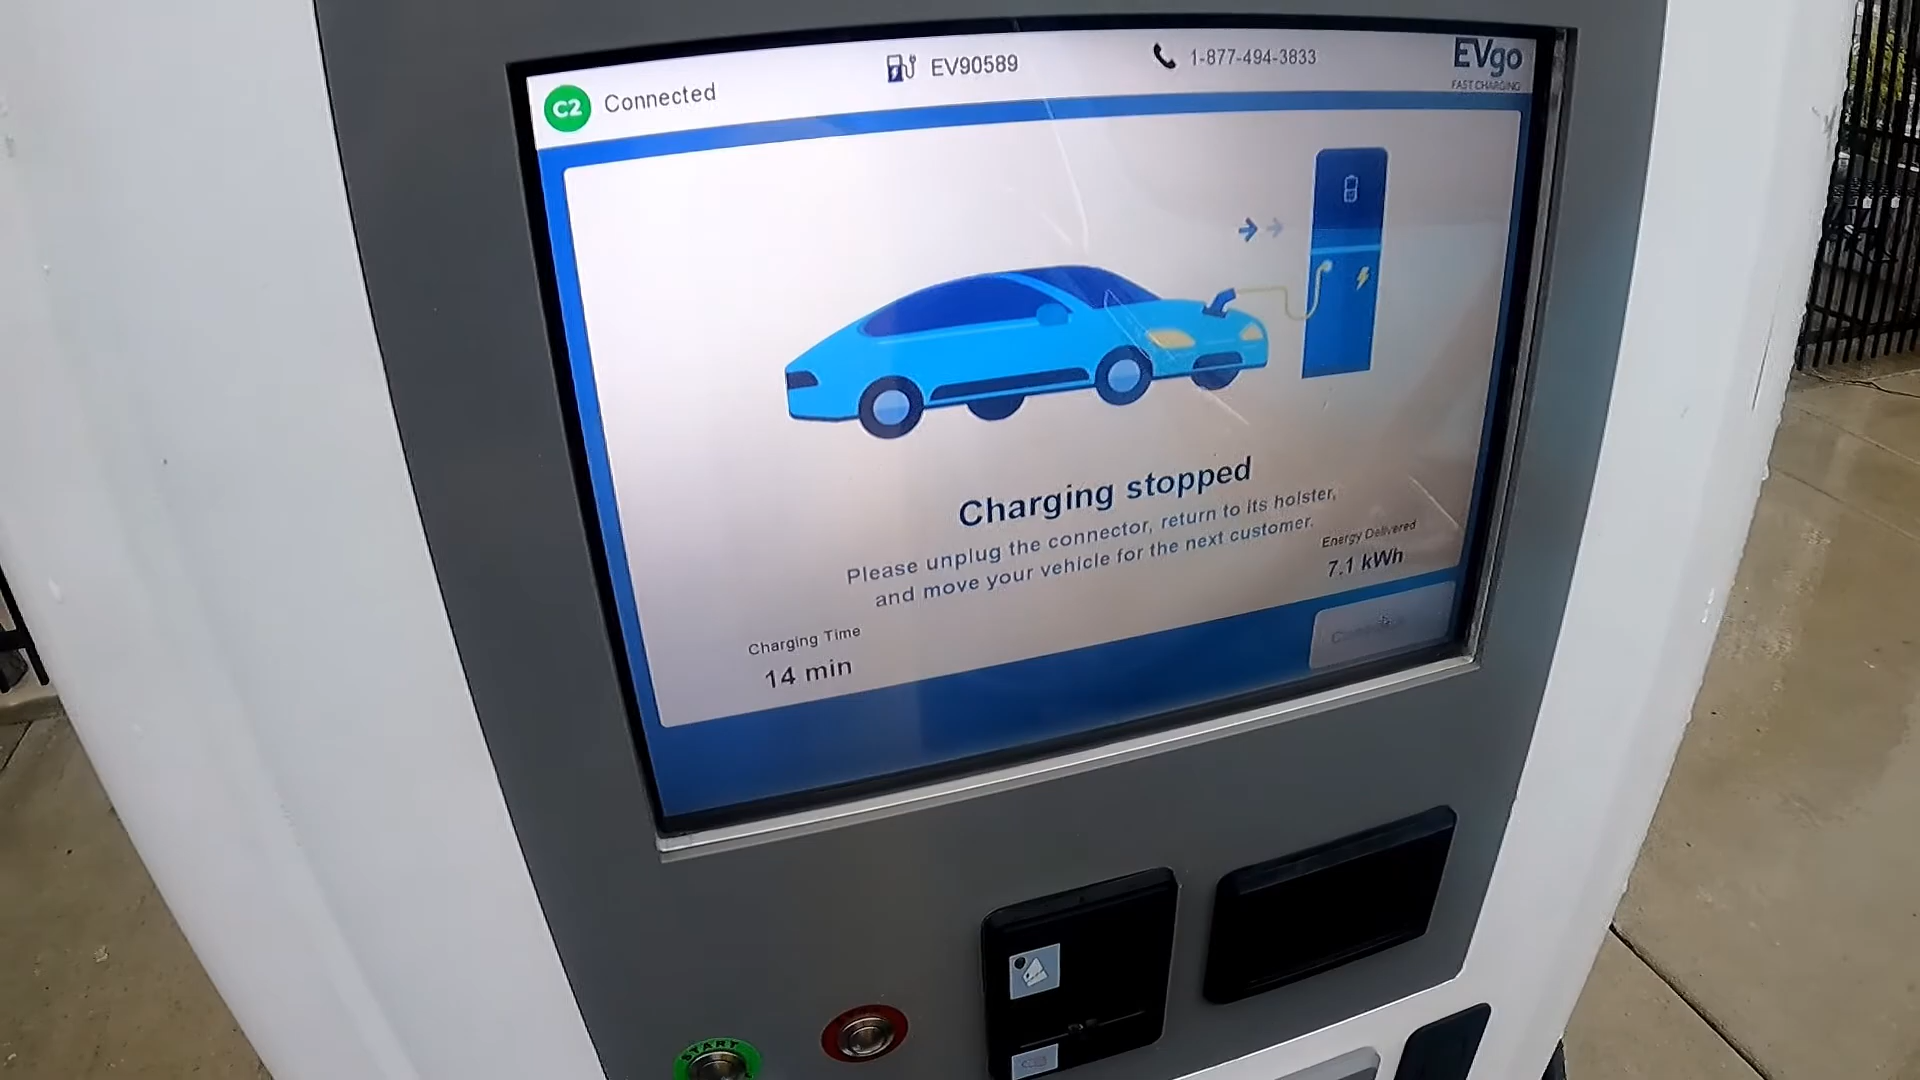 C2 Connected
EV90589
1-877-494-3833
EVgo
FAST CHARGING
Charging stopped
Please unplug the connector, return to its holster,
and move your vehicle for the next customer.
Energy Delivered
7.1 kWh
Charging Time
14 min
START